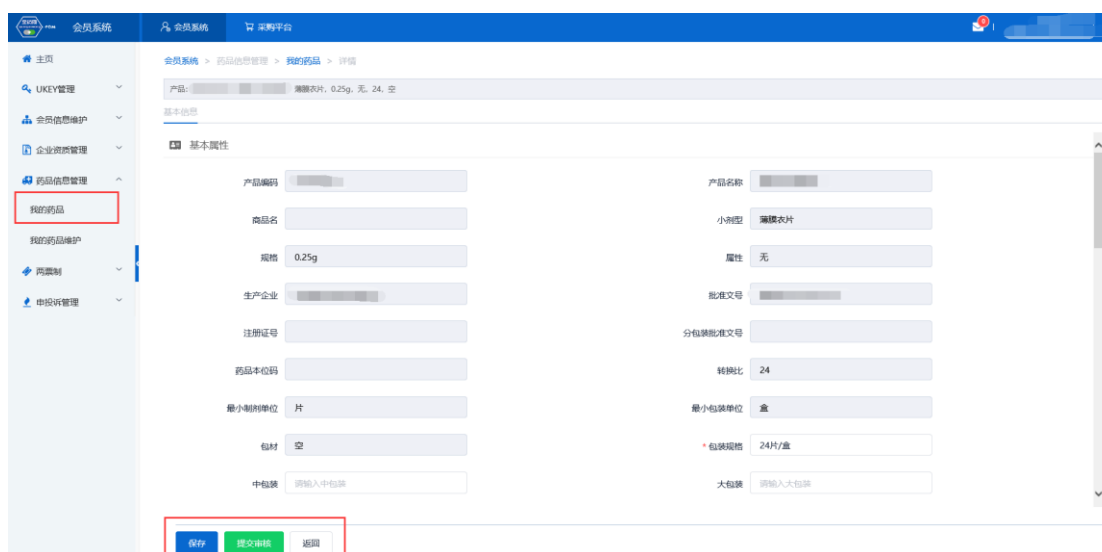 会员系统 会员系统 采购平台
主页
UKEY管理
会员信息维护
企业资质管理
药品信息管理
我的药品
我的药品维护
两票制
申投诉管理
会员系统 > 药品信息管理 > 我的药品 > 详情
产品: 薄膜衣片, 0.25g, 无, 24, 空
基本信息
基本属性
产品编码 产品名称
商品名 小剂型 薄膜衣片
规格 0.25g 属性 无
生产企业 批准文号
注册证号 分包装批准文号
药品本位码 转换比 24
最小制剂单位 片 最小包装单位 盒
包材 空 * 包装规格 24片/盒
中包装 请输入中包装 大包装 请输入大包装
保存 提交审核 返回